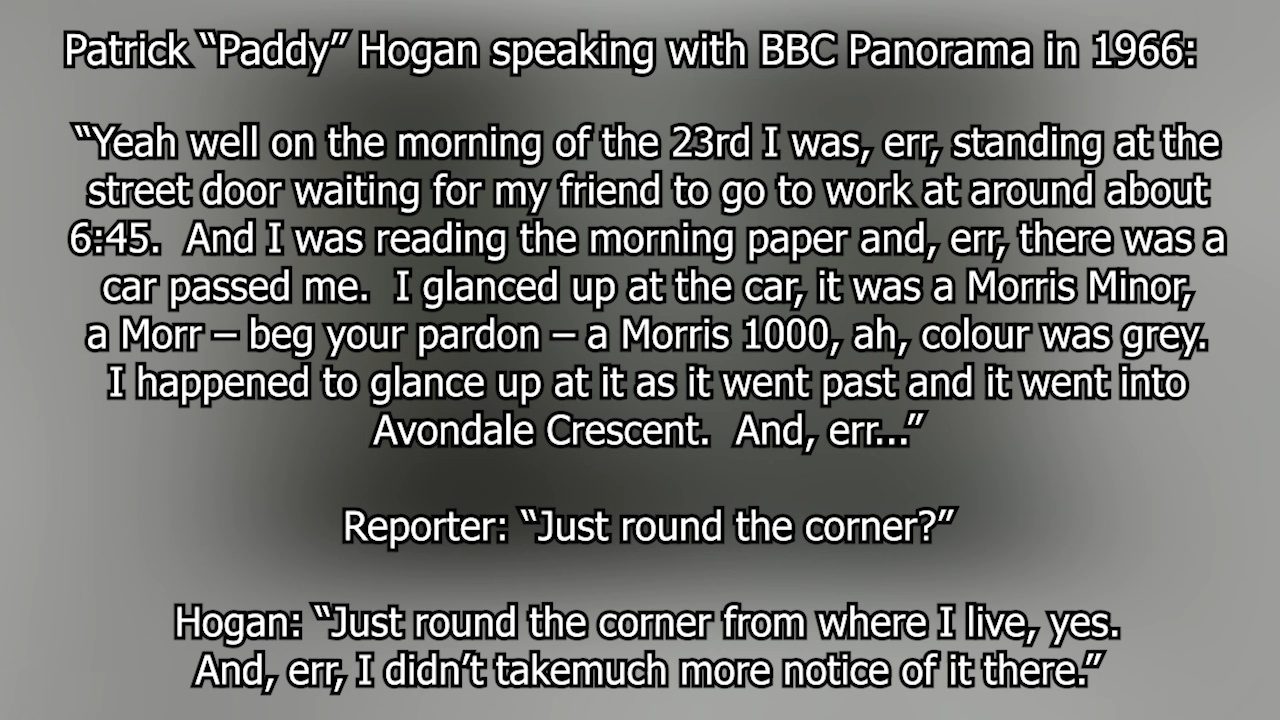 Patrick “Paddy” Hogan speaking with BBC Panorama in 1966:
“Yeah well on the morning of the 23rd I was, err, standing at the
street door waiting for my friend to go to work at around about
6:45.  And I was reading the morning paper and, err, there was a
car passed me.  I glanced up at the car, it was a Morris Minor,
a Morr – beg your pardon – a Morris 1000, ah, colour was grey.
I happened to glance up at it as it went past and it went into
Avondale Crescent.  And, err...”
Reporter: “Just round the corner?”
Hogan: “Just round the corner from where I live, yes.
And, err, I didn’t takemuch more notice of it there.”